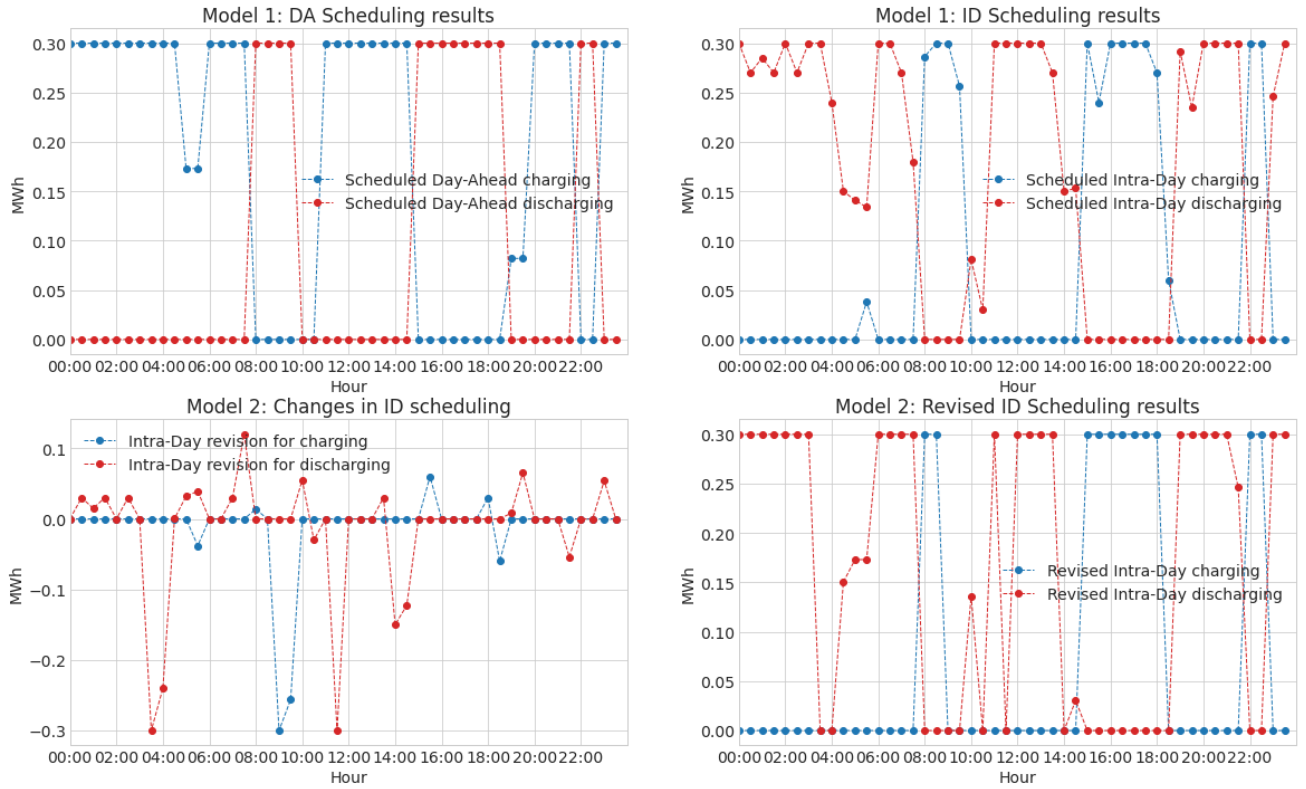 Model 1: DA Scheduling results
0.30
0.25
0.20
0.15
0.10
0.05
0.00
MWh
Scheduled Day-Ahead charging
Scheduled Day-Ahead discharging
00:00 02:00 04:00 06:00 08:00 10:00 12:00 14:00 16:00 18:00 20:00 22:00
Hour
Model 1: ID Scheduling results
0.30
0.25
0.20
0.15
0.10
0.05
0.00
MWh
Scheduled Intra-Day charging
Scheduled Intra-Day discharging
00:00 02:00 04:00 06:00 08:00 10:00 12:00 14:00 16:00 18:00 20:00 22:00
Hour
Model 2: Changes in ID scheduling
0.1
0.0
−0.1
−0.2
−0.3
MWh
Intra-Day revision for charging
Intra-Day revision for discharging
00:00 02:00 04:00 06:00 08:00 10:00 12:00 14:00 16:00 18:00 20:00 22:00
Hour
Model 2: Revised ID Scheduling results
0.30
0.25
0.20
0.15
0.10
0.05
0.00
MWh
Revised Intra-Day charging
Revised Intra-Day discharging
00:00 02:00 04:00 06:00 08:00 10:00 12:00 14:00 16:00 18:00 20:00 22:00
Hour